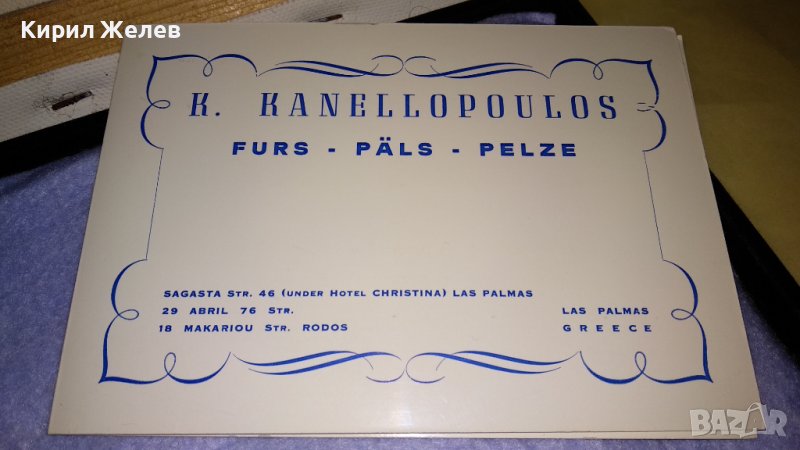 Кирил Желев
K. KANELLOPOULOS
FURS - PÄLS - PELZE
SAGASTA STR. 46 (UNDER HOTEL CHRISTINA) LAS PALMAS
29 ABRIL 76 STR. LAS PALMAS
18 MAKARIOU STR. RODOS GREECE
BAZAR